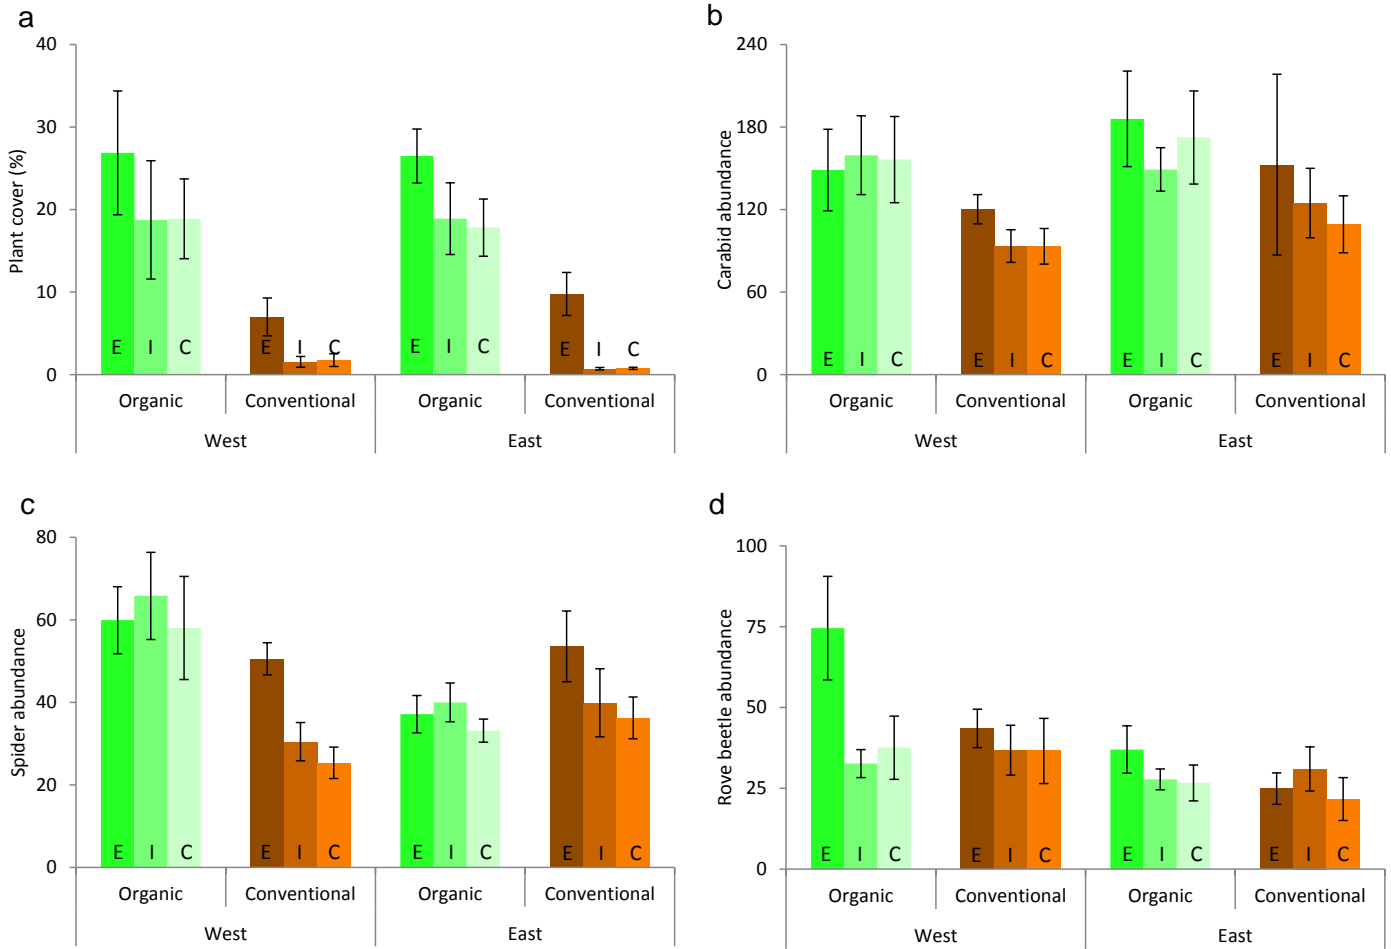 a
40
30
20
10
0
Plant cover (%)
E I C E I C E I C E I C
Organic Conventional Organic Conventional
West East
b
240
180
120
60
0
Carabid abundance
E I C E I C E I C E I C
Organic Conventional Organic Conventional
West East
c
80
60
40
20
0
Spider abundance
E I C E I C E I C E I C
Organic Conventional Organic Conventional
West East
d
100
75
50
25
0
Rove beetle abundance
E I C E I C E I C E I C
Organic Conventional Organic Conventional
West East